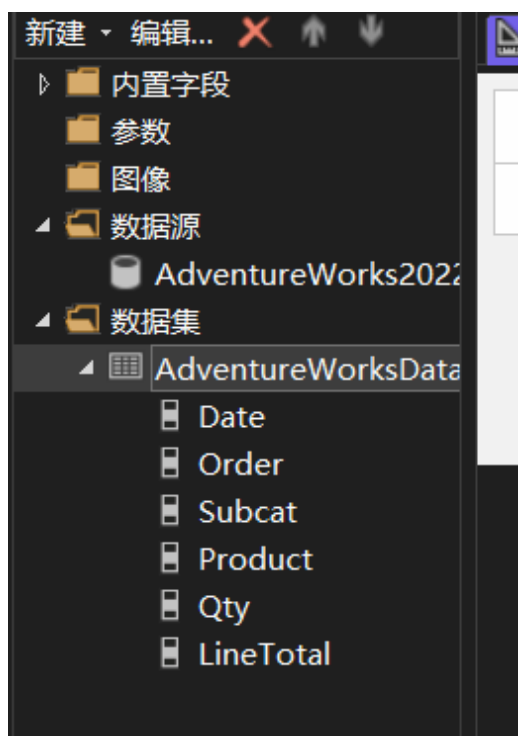 新建 编辑...
内置字段
参数
图像
数据源
AdventureWorks2022
数据集
AdventureWorksData
Date
Order
Subcat
Product
Qty
LineTotal